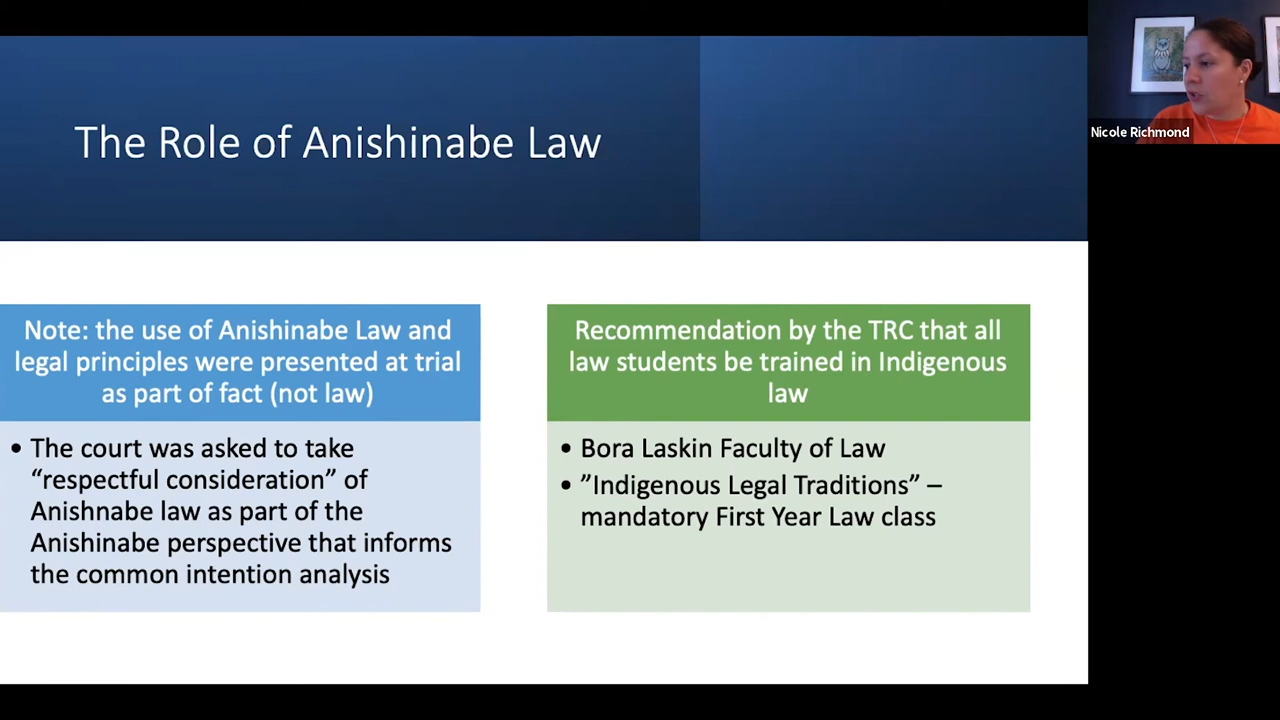 The Role of Anishinabe Law
Nicole Richmond
Note: the use of Anishinabe Law and
legal principles were presented at trial
as part of fact (not law)
• The court was asked to take
“respectful consideration” of
Anishnabe law as part of the
Anishinabe perspective that informs
the common intention analysis
Recommendation by the TRC that all
law students be trained in Indigenous
law
• Bora Laskin Faculty of Law
• ”Indigenous Legal Traditions” –
mandatory First Year Law class